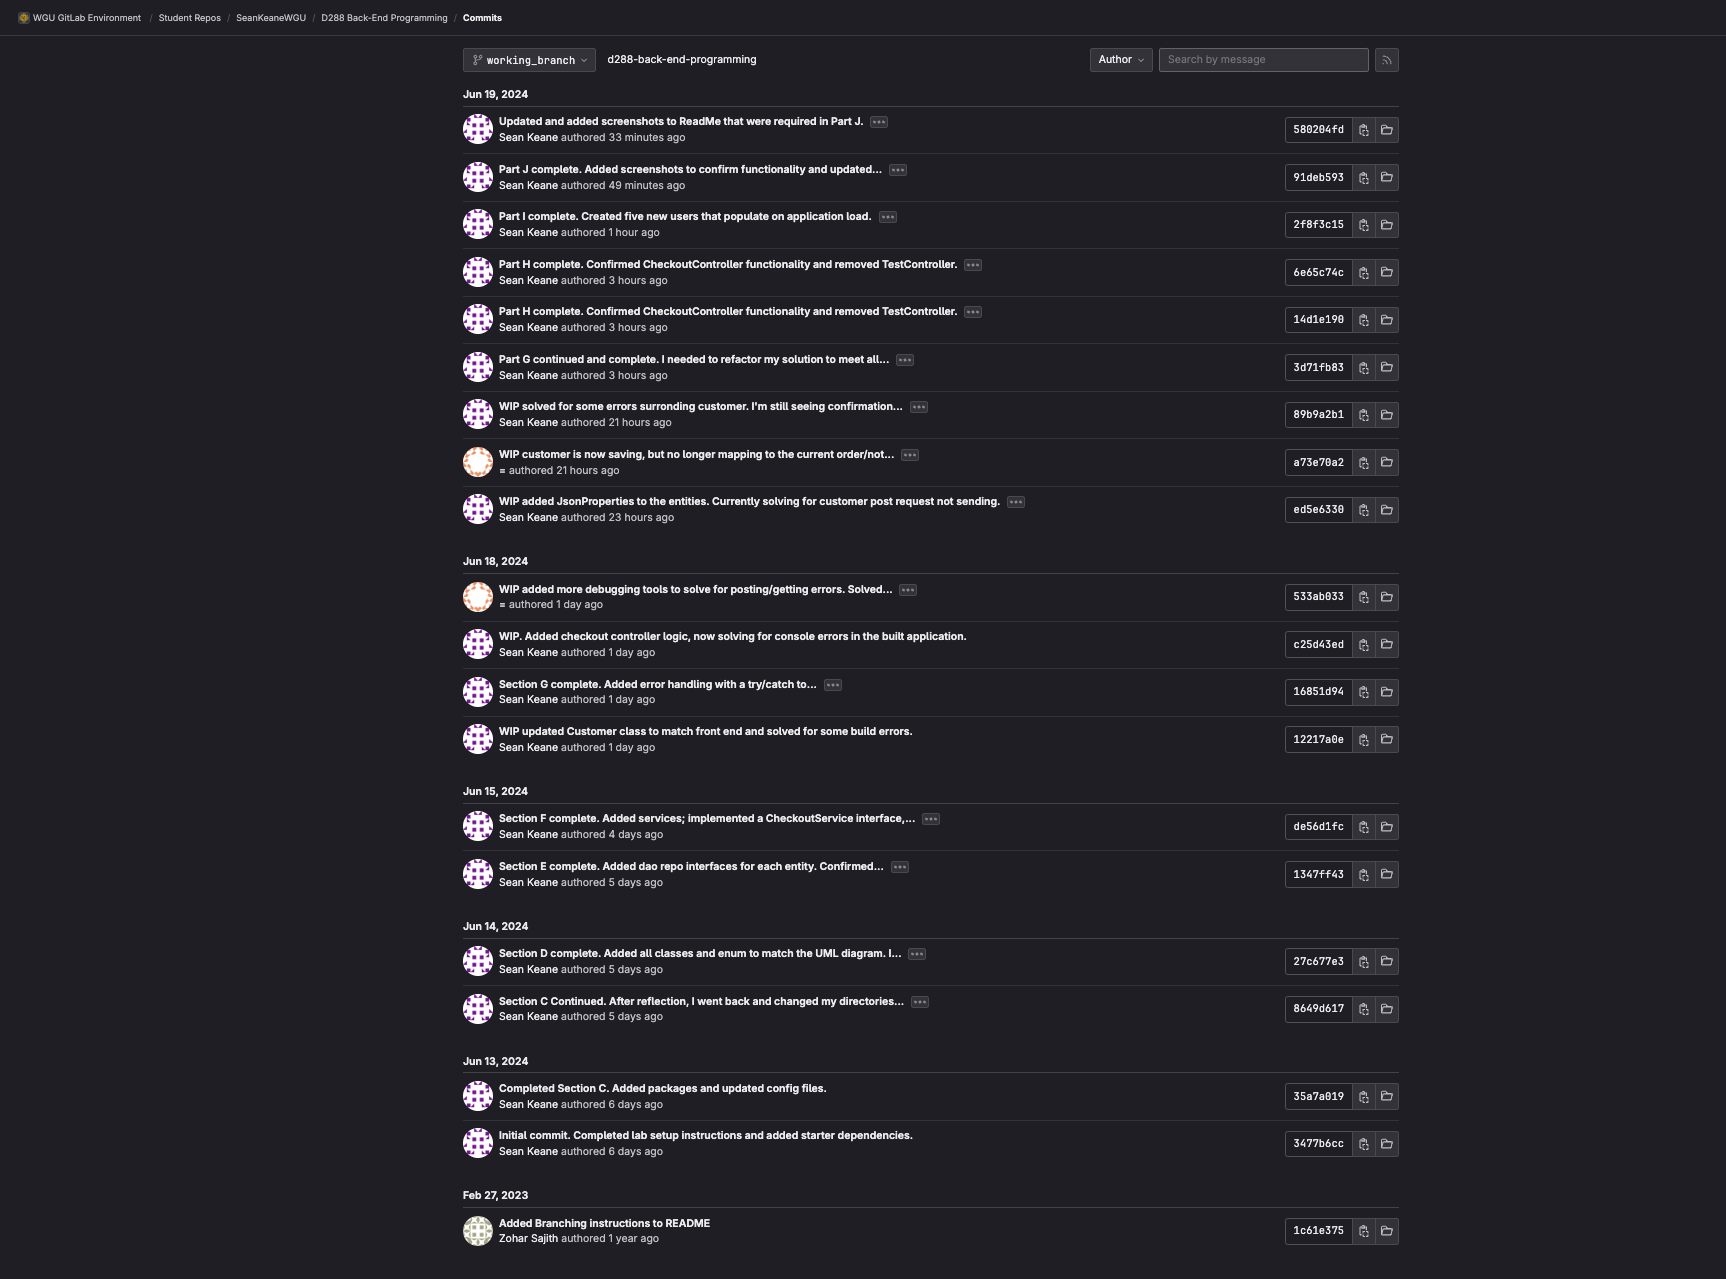 WGU GitLab Environment / Student Repos / SeanKeaneWGU / D288 Back-End Programming / Commits
working_branch d288-back-end-programming Author Search by message
Jun 19, 2024
Updated and added screenshots to ReadMe that were required in Part J.
Sean Keane authored 33 minutes ago
580204fd
Part J complete. Added screenshots to confirm functionality and updated...
Sean Keane authored 49 minutes ago
91deb593
Part I complete. Created five new users that populate on application load.
Sean Keane authored 1 hour ago
2f8f3c15
Part H complete. Confirmed CheckoutController functionality and removed TestController.
Sean Keane authored 3 hours ago
6e65c74c
Part H complete. Confirmed CheckoutController functionality and removed TestController.
Sean Keane authored 3 hours ago
14d1e190
Part G continued and complete. I needed to refactor my solution to meet all...
Sean Keane authored 3 hours ago
3d71fb83
WIP solved for some errors surronding customer. I'm still seeing confirmation...
Sean Keane authored 21 hours ago
89b9a2b1
WIP customer is now saving, but no longer mapping to the current order/not...
= authored 21 hours ago
a73e70a2
WIP added JsonProperties to the entities. Currently solving for customer post request not sending.
Sean Keane authored 23 hours ago
ed5e6330
Jun 18, 2024
WIP added more debugging tools to solve for posting/getting errors. Solved...
= authored 1 day ago
533ab033
WIP. Added checkout controller logic, now solving for console errors in the built application.
Sean Keane authored 1 day ago
c25d43ed
Section G complete. Added error handling with a try/catch to...
Sean Keane authored 1 day ago
16851d94
WIP updated Customer class to match front end and solved for some build errors.
Sean Keane authored 1 day ago
12217a0e
Jun 15, 2024
Section F complete. Added services; implemented a CheckoutService interface,...
Sean Keane authored 4 days ago
de56d1fc
Section E complete. Added dao repo interfaces for each entity. Confirmed...
Sean Keane authored 5 days ago
1347ff43
Jun 14, 2024
Section D complete. Added all classes and enum to match the UML diagram. I...
Sean Keane authored 5 days ago
27c677e3
Section C Continued. After reflection, I went back and changed my directories...
Sean Keane authored 5 days ago
8649d617
Jun 13, 2024
Completed Section C. Added packages and updated config files.
Sean Keane authored 6 days ago
35a7a019
Initial commit. Completed lab setup instructions and added starter dependencies.
Sean Keane authored 6 days ago
3477b6cc
Feb 27, 2023
Added Branching instructions to README
Zohar Sajith authored 1 year ago
1c61e375